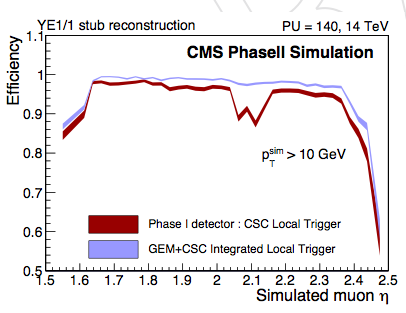 YE1/1 stub reconstruction PU = 140, 14 TeV
CMS PhaseII Simulation
Efficiency
1.1
1
0.9
0.8
0.7
0.6
0.5
p_T^sim > 10 GeV
Phase I detector : CSC Local Trigger
GEM+CSC Integrated Local Trigger
1.5 1.6 1.7 1.8 1.9 2 2.1 2.2 2.3 2.4 2.5
Simulated muon η